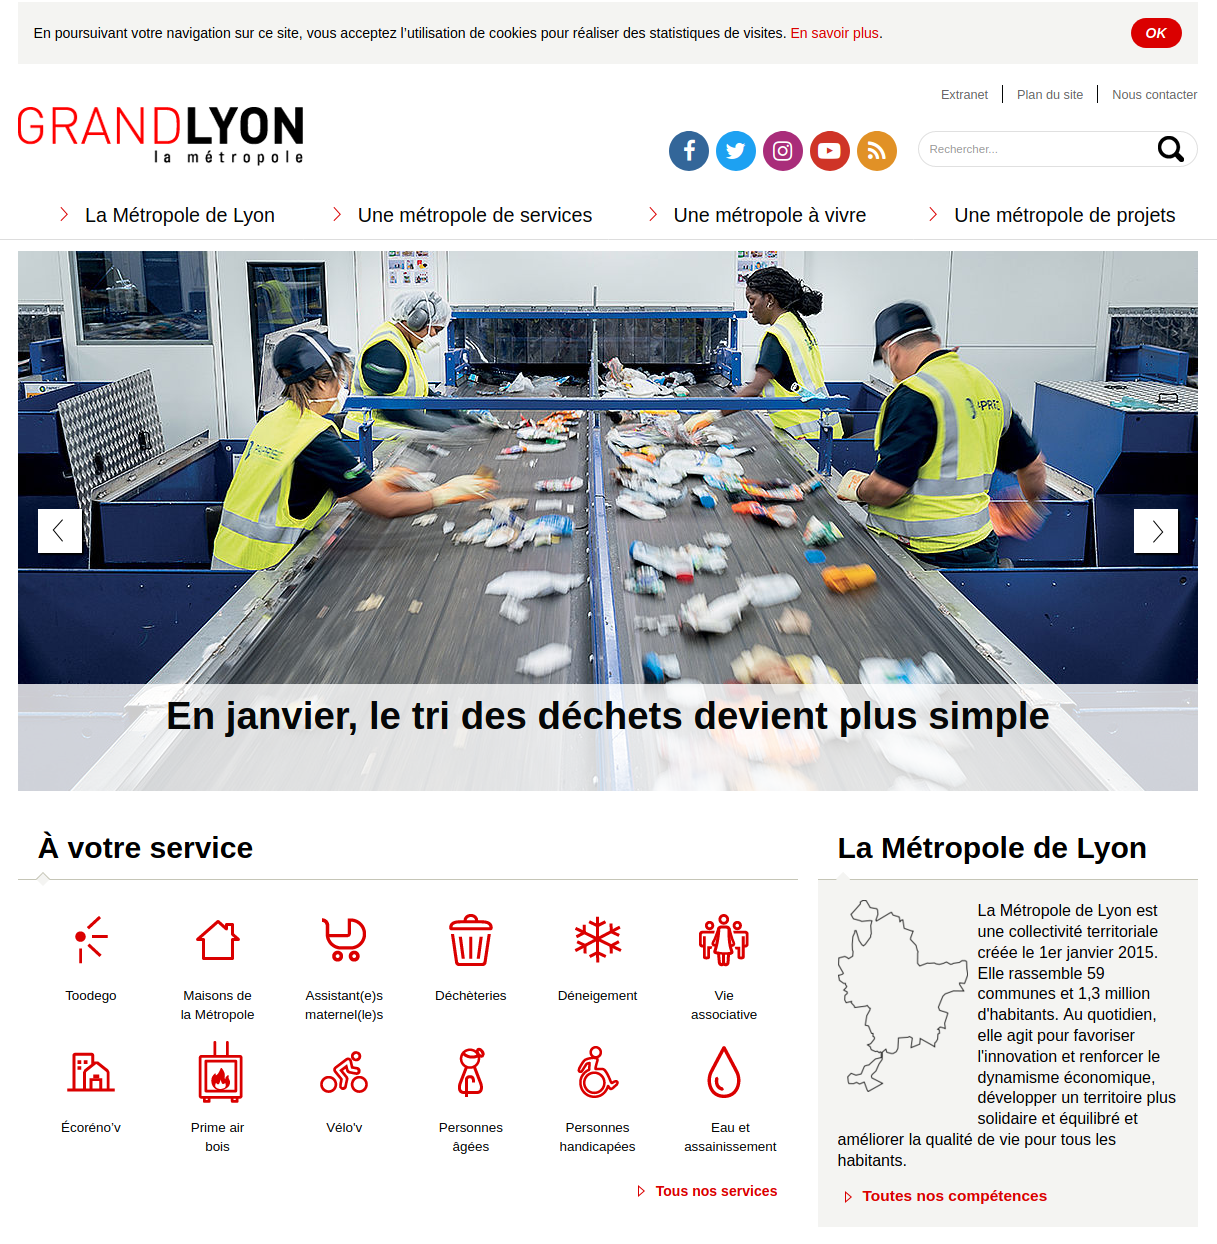 En poursuivant votre navigation sur ce site, vous acceptez l'utilisation de cookies pour réaliser des statistiques de visites. En savoir plus.
OK
Extranet
Plan du site
Nous contacter
GRANDLYON
la métropole
Rechercher...
La Métropole de Lyon
Une métropole de services
Une métropole à vivre
Une métropole de projets
En janvier, le tri des déchets devient plus simple
À votre service
Toodego
Maisons de
la Métropole
Assistant(e)s
maternel(le)s
Déchèteries
Déneigement
Vie
associative
Écoréno'v
Prime air
bois
Vélo'v
Personnes
âgées
Personnes
handicapées
Eau et
assainissement
Tous nos services
La Métropole de Lyon
La Métropole de Lyon est
une collectivité territoriale
créée le 1er janvier 2015.
Elle rassemble 59
communes et 1,3 million
d'habitants. Au quotidien,
elle agit pour favoriser
l'innovation et renforcer le
dynamisme économique,
développer un territoire plus
solidaire et équilibré et
améliorer la qualité de vie pour tous les
habitants.
Toutes nos compétences